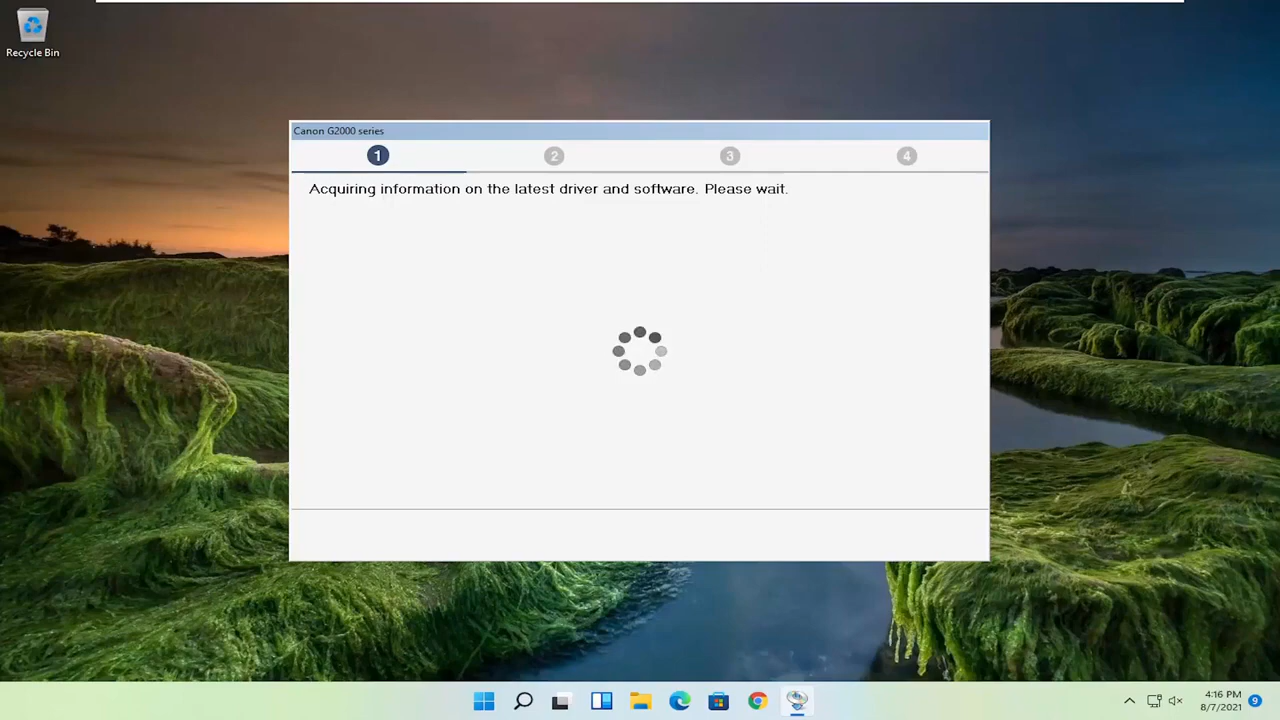 Recycle Bin
Canon G2000 series
1 2 3 4
Acquiring information on the latest driver and software. Please wait.
4:16 PM
8/7/2021
9